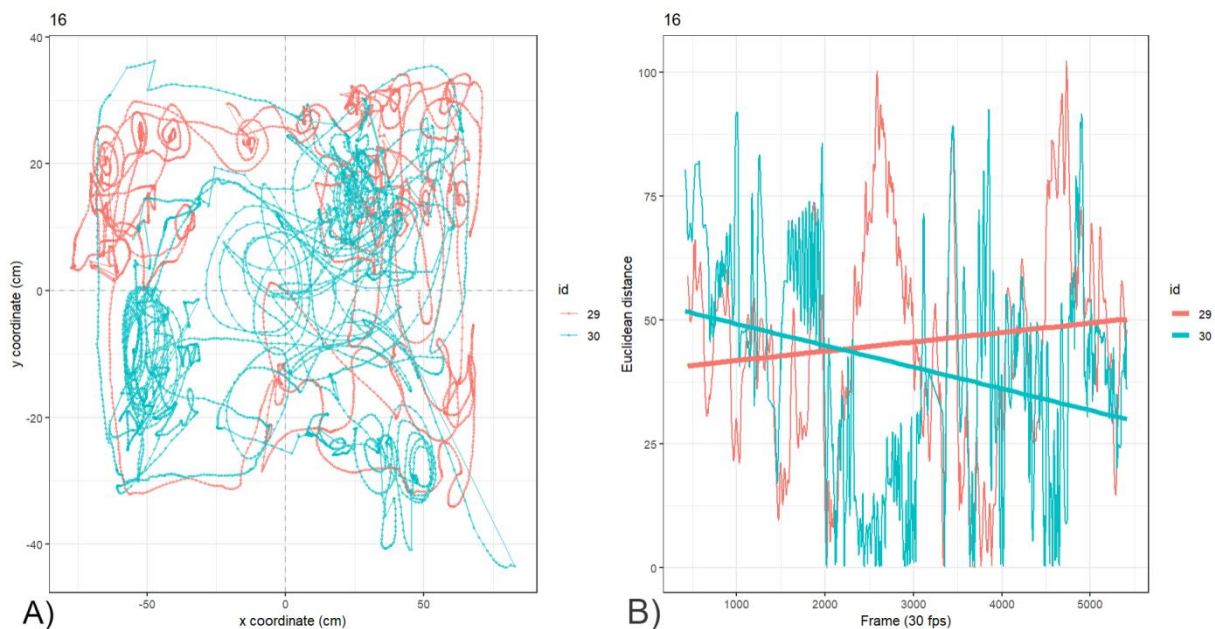 16
40
20
0
-20
-40
y coordinate (cm)
-50 0 50
x coordinate (cm)
id
29
30
A)
16
100
75
50
25
0
Euclidean distance
1000 2000 3000 4000 5000
Frame (30 fps)
id
29
30
B)